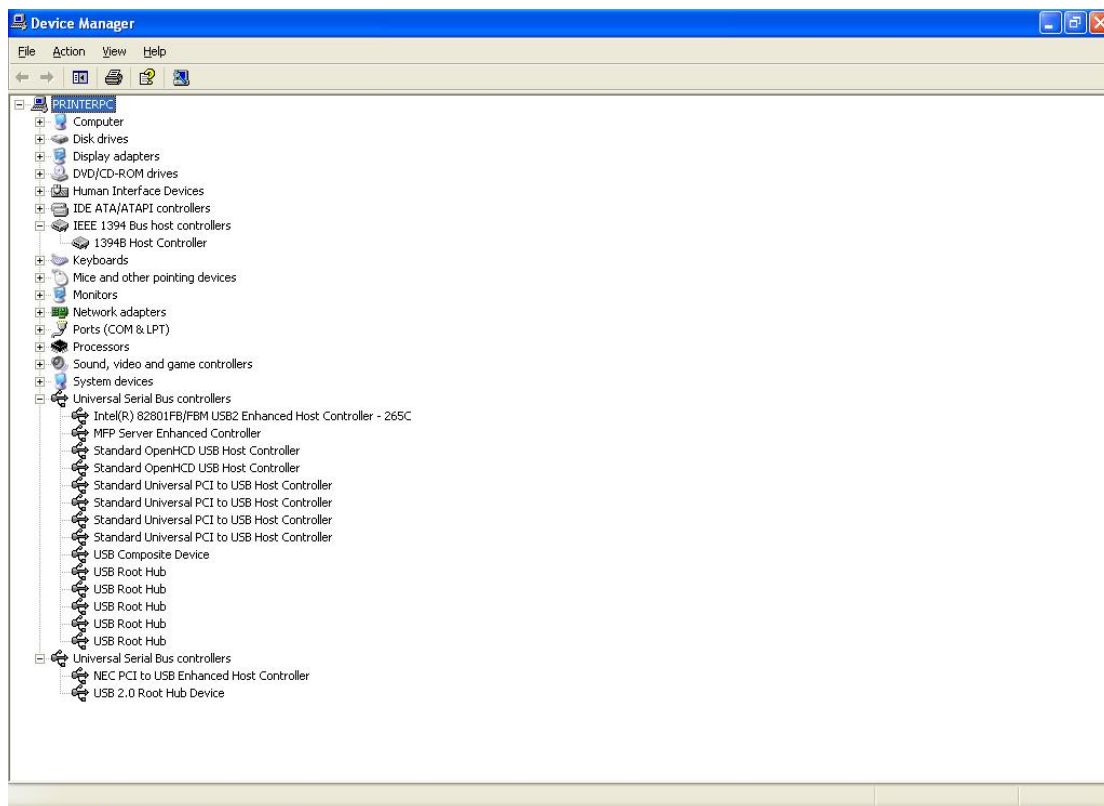 Device Manager
File Action View Help
PRINTERPC
Computer
Disk drives
Display adapters
DVD/CD-ROM drives
Human Interface Devices
IDE ATA/ATAPI controllers
IEEE 1394 Bus host controllers
1394B Host Controller
Keyboards
Mice and other pointing devices
Monitors
Network adapters
Ports (COM & LPT)
Processors
Sound, video and game controllers
System devices
Universal Serial Bus controllers
Intel(R) 82801FB/FBM USB2 Enhanced Host Controller - 265C
MFP Server Enhanced Controller
Standard OpenHCD USB Host Controller
Standard OpenHCD USB Host Controller
Standard Universal PCI to USB Host Controller
Standard Universal PCI to USB Host Controller
Standard Universal PCI to USB Host Controller
Standard Universal PCI to USB Host Controller
USB Composite Device
USB Root Hub
USB Root Hub
USB Root Hub
USB Root Hub
USB Root Hub
Universal Serial Bus controllers
NEC PCI to USB Enhanced Host Controller
USB 2.0 Root Hub Device